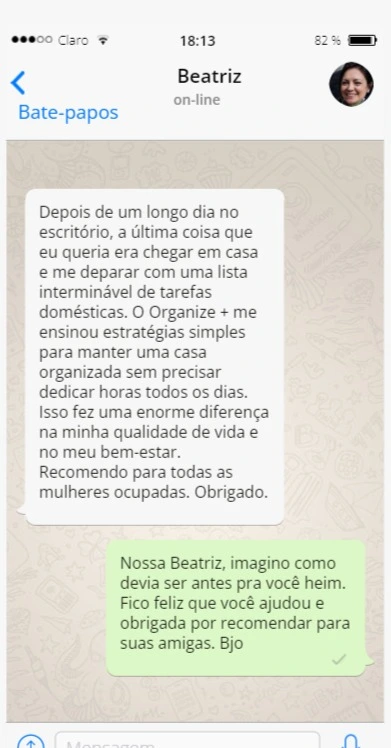 Claro 18:13 82 %
Beatriz
on-line
Bate-papos
Depois de um longo dia no
escritório, a última coisa que
eu queria era chegar em casa
e me deparar com uma lista
interminável de tarefas
domésticas. O Organize + me
ensinou estratégias simples
para manter uma casa
organizada sem precisar
dedicar horas todos os dias.
Isso fez uma enorme diferença
na minha qualidade de vida e
no meu bem-estar.
Recomendo para todas as
mulheres ocupadas. Obrigado.
Nossa Beatriz, imagino como
devia ser antes pra você heim.
Fico feliz que você ajudou e
obrigada por recomendar para
suas amigas. Bjo
Mensagem